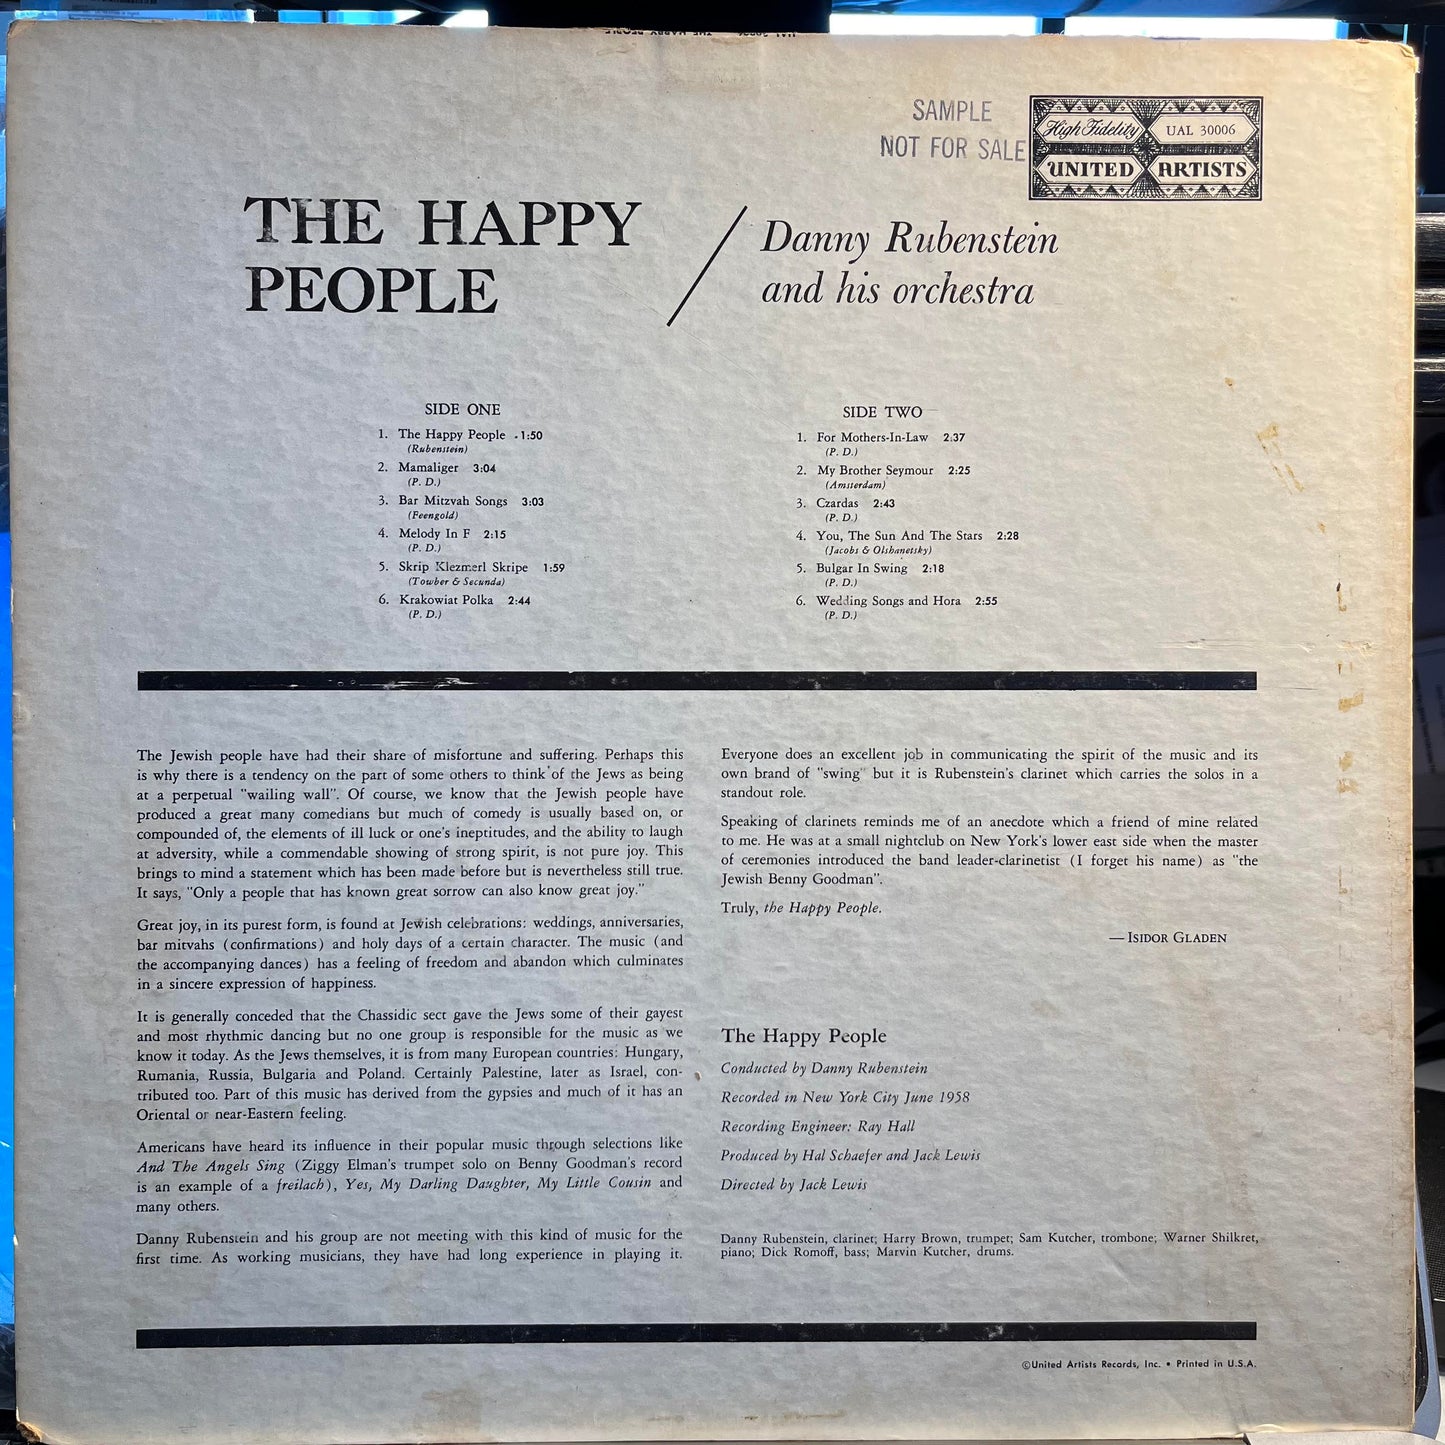 SAMPLE
NOT FOR SALE
High Fidelity UAL 30006
UNITED ARTISTS
THE HAPPY
PEOPLE
Danny Rubenstein
and his orchestra
SIDE ONE
1. The Happy People 1:50
(Rubenstein)
2. Mamaliger 3:04
(P. D.)
3. Bar Mitzvah Songs 3:03
(Feengold)
4. Melody In F 2:15
(P. D.)
5. Skrip Klezmerl Skripe 1:59
(Towber & Secunda)
6. Krakowiat Polka 2:44
(P. D.)
SIDE TWO
1. For Mothers-In-Law 2:37
(P. D.)
2. My Brother Seymour 2:25
(Amsterdam)
3. Czardas 2:43
(P. D.)
4. You, The Sun And The Stars 2:28
(Jacobs & Olshanetsky)
5. Bulgar In Swing 2:18
(P. D.)
6. Wedding Songs and Hora 2:55
(P. D.)
The Jewish people have had their share of misfortune and suffering. Perhaps this
is why there is a tendency on the part of some others to think of the Jews as being
at a perpetual "wailing wall". Of course, we know that the Jewish people have
produced a great many comedians but much of comedy is usually based on, or
compounded of, the elements of ill luck or one's ineptitudes, and the ability to laugh
at adversity, while a commendable showing of strong spirit, is not pure joy. This
brings to mind a statement which has been made before but is nevertheless still true.
It says, "Only a people that has known great sorrow can also know great joy."
Great joy, in its purest form, is found at Jewish celebrations: weddings, anniversaries,
bar mitvahs (confirmations) and holy days of a certain character. The music (and
the accompanying dances) has a feeling of freedom and abandon which culminates
in a sincere expression of happiness.
It is generally conceded that the Chassidic sect gave the Jews some of their gayest
and most rhythmic dancing but no one group is responsible for the music as we
know it today. As the Jews themselves, it is from many European countries: Hungary,
Rumania, Russia, Bulgaria and Poland. Certainly Palestine, later as Israel, con-
tributed too. Part of this music has derived from the gypsies and much of it has an
Oriental or near-Eastern feeling.
Americans have heard its influence in their popular music through selections like
And The Angels Sing (Ziggy Elman's trumpet solo on Benny Goodman's record
is an example of a freilach), Yes, My Darling Daughter, My Little Cousin and
many others.
Danny Rubenstein and his group are not meeting with this kind of music for the
first time. As working musicians, they have had long experience in playing it.
Everyone does an excellent job in communicating the spirit of the music and its
own brand of "swing" but it is Rubenstein's clarinet which carries the solos in a
standout role.
Speaking of clarinets reminds me of an anecdote which a friend of mine related
to me. He was at a small nightclub on New York's lower east side when the master
of ceremonies introduced the band leader-clarinetist (I forget his name) as "the
Jewish Benny Goodman".
Truly, the Happy People.
—ISIDOR GLADEN
The Happy People
Conducted by Danny Rubenstein
Recorded in New York City June 1958
Recording Engineer: Ray Hall
Produced by Hal Schaefer and Jack Lewis
Directed by Jack Lewis
Danny Rubenstein, clarinet; Harry Brown, trumpet; Sam Kutcher, trombone; Warner Shilkret,
piano; Dick Romoff, bass; Marvin Kutcher, drums.
©United Artists Records, Inc. • Printed in U.S.A.